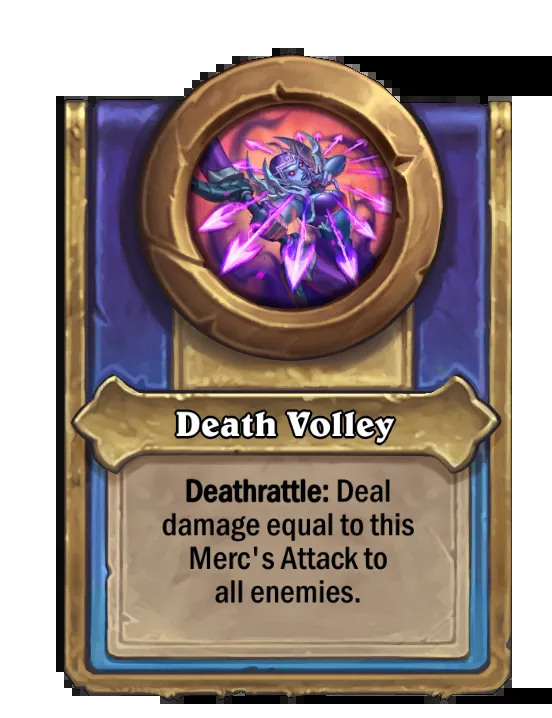 Death Volley
Deathrattle: Deal
damage equal to this
Merc's Attack to
all enemies.